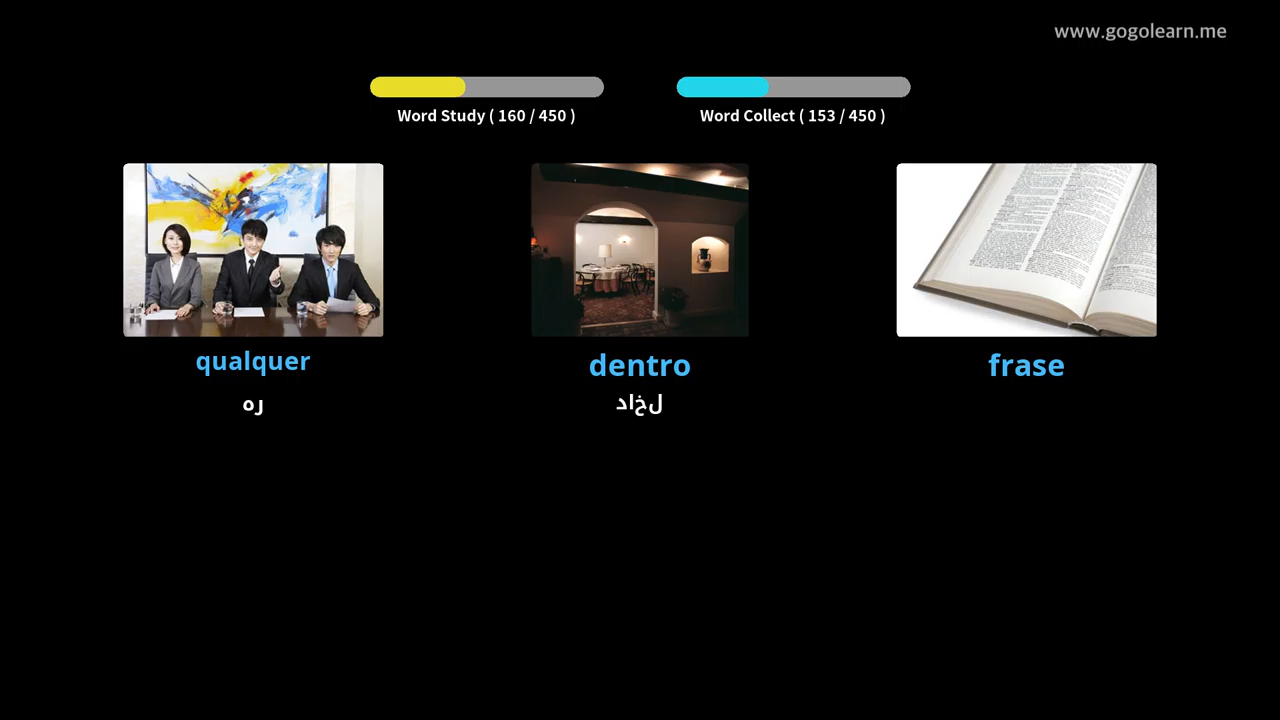 www.gogolearn.me
Word Study ( 160 / 450 )
Word Collect ( 153 / 450 )
qualquer
ره
dentro
لخاد
frase